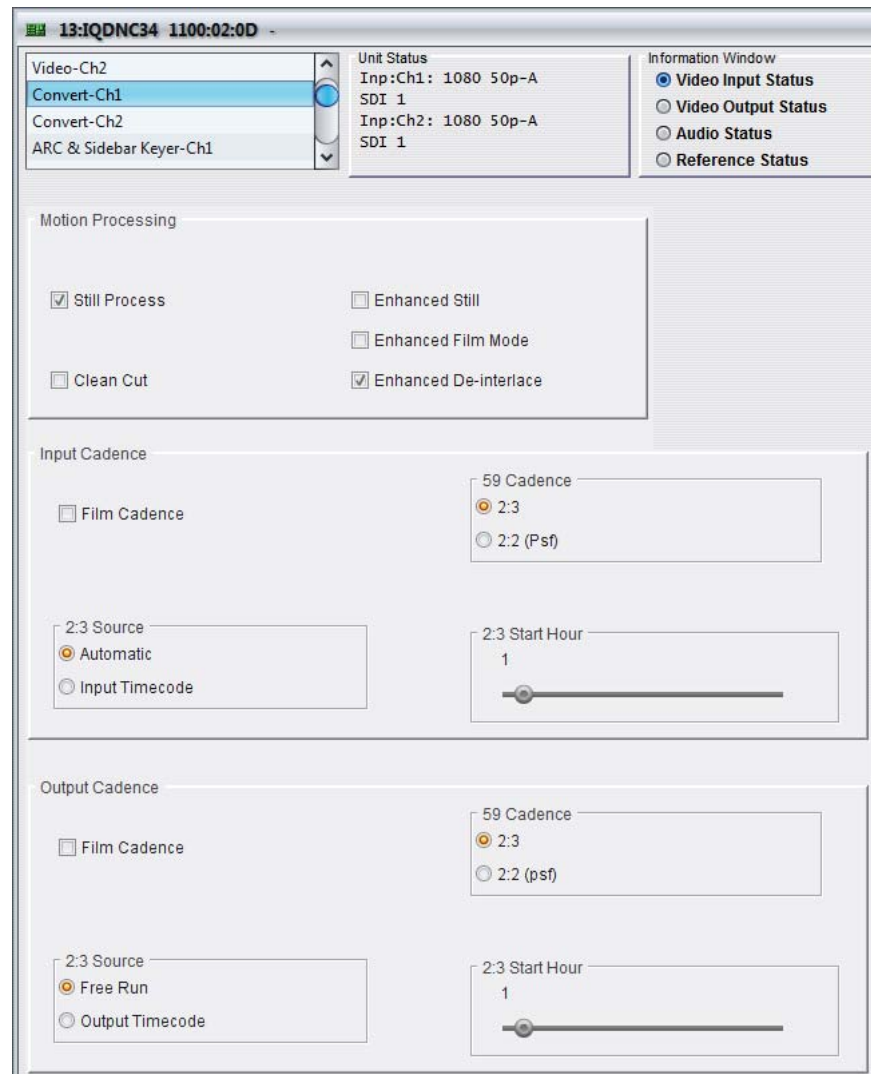 13:IQDNC34 1100:02:0D -
Video-Ch2
Convert-Ch1
Convert-Ch2
ARC & Sidebar Keyer-Ch1
Unit Status
Inp:Ch1: 1080 50p-A
SDI 1
Inp:Ch2: 1080 50p-A
SDI 1
Information Window
Video Input Status
Video Output Status
Audio Status
Reference Status
Motion Processing
Still Process
Enhanced Still
Enhanced Film Mode
Clean Cut
Enhanced De-interlace
Input Cadence
Film Cadence
59 Cadence
2:3
2:2 (Psf)
2:3 Source
Automatic
Input Timecode
2:3 Start Hour
1
Output Cadence
Film Cadence
59 Cadence
2:3
2:2 (psf)
2:3 Source
Free Run
Output Timecode
2:3 Start Hour
1